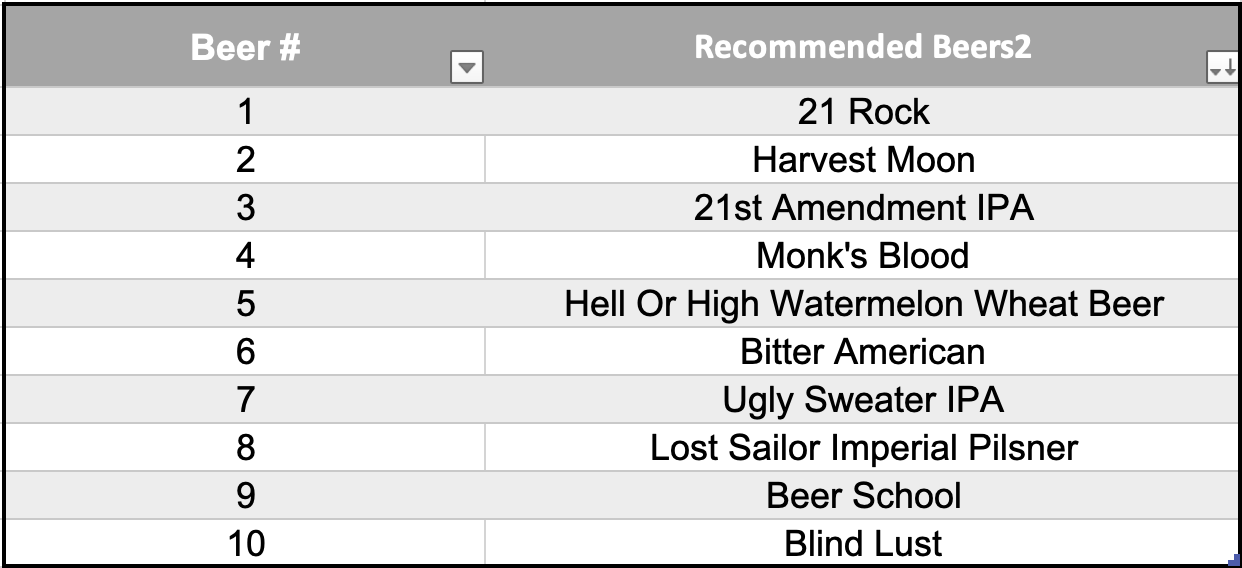 Beer # Recommended Beers2
1 21 Rock
2 Harvest Moon
3 21st Amendment IPA
4 Monk's Blood
5 Hell Or High Watermelon Wheat Beer
6 Bitter American
7 Ugly Sweater IPA
8 Lost Sailor Imperial Pilsner
9 Beer School
10 Blind Lust